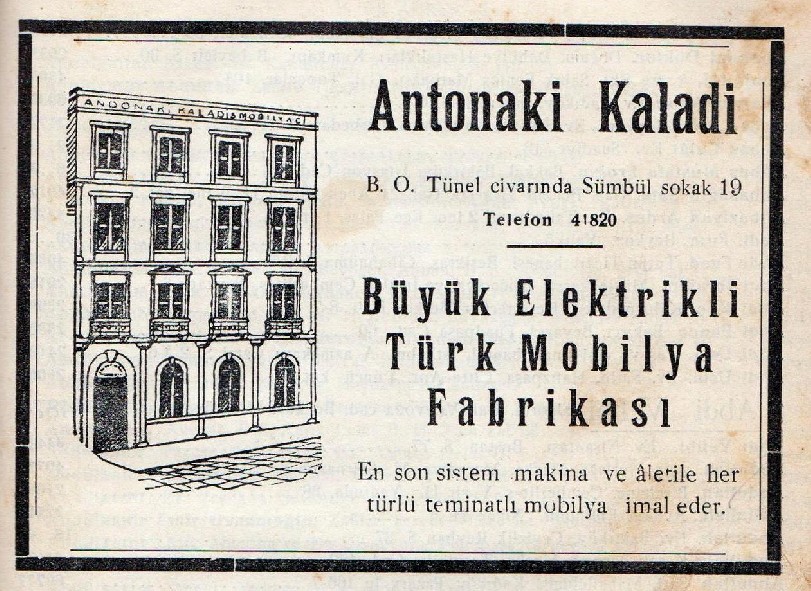 ANDONAKİ KALADİS MOBİLYACI
Antonaki Kaladi
B. O. Tünel civarında Sümbül sokak 19
Telefon 41820
Büyük Elektrikli
Türk Mobilya
Fabrikası
En son sistem makina ve âletile her
türlü teminatlı mobilya imal eder.